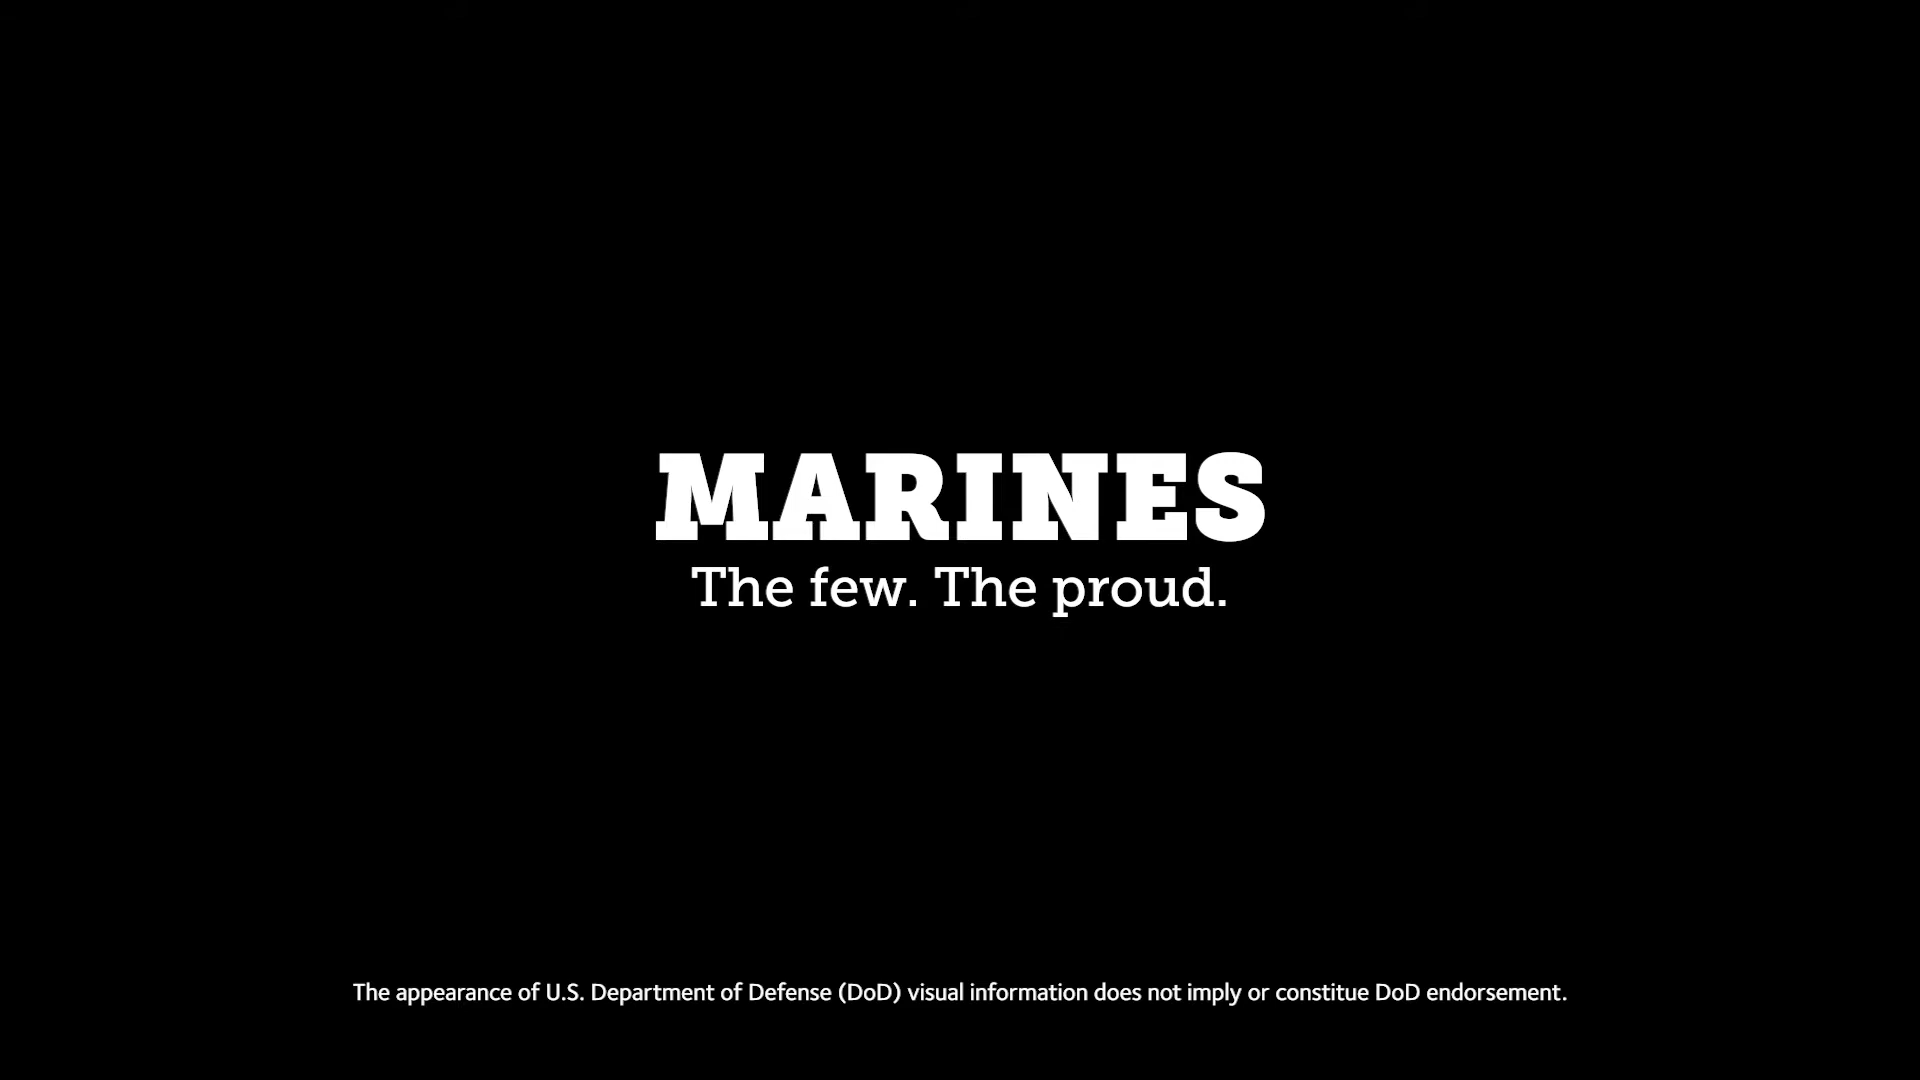 MARINES
The few. The proud.
The appearance of U.S. Department of Defense (DoD) visual information does not imply or constitue DoD endorsement.